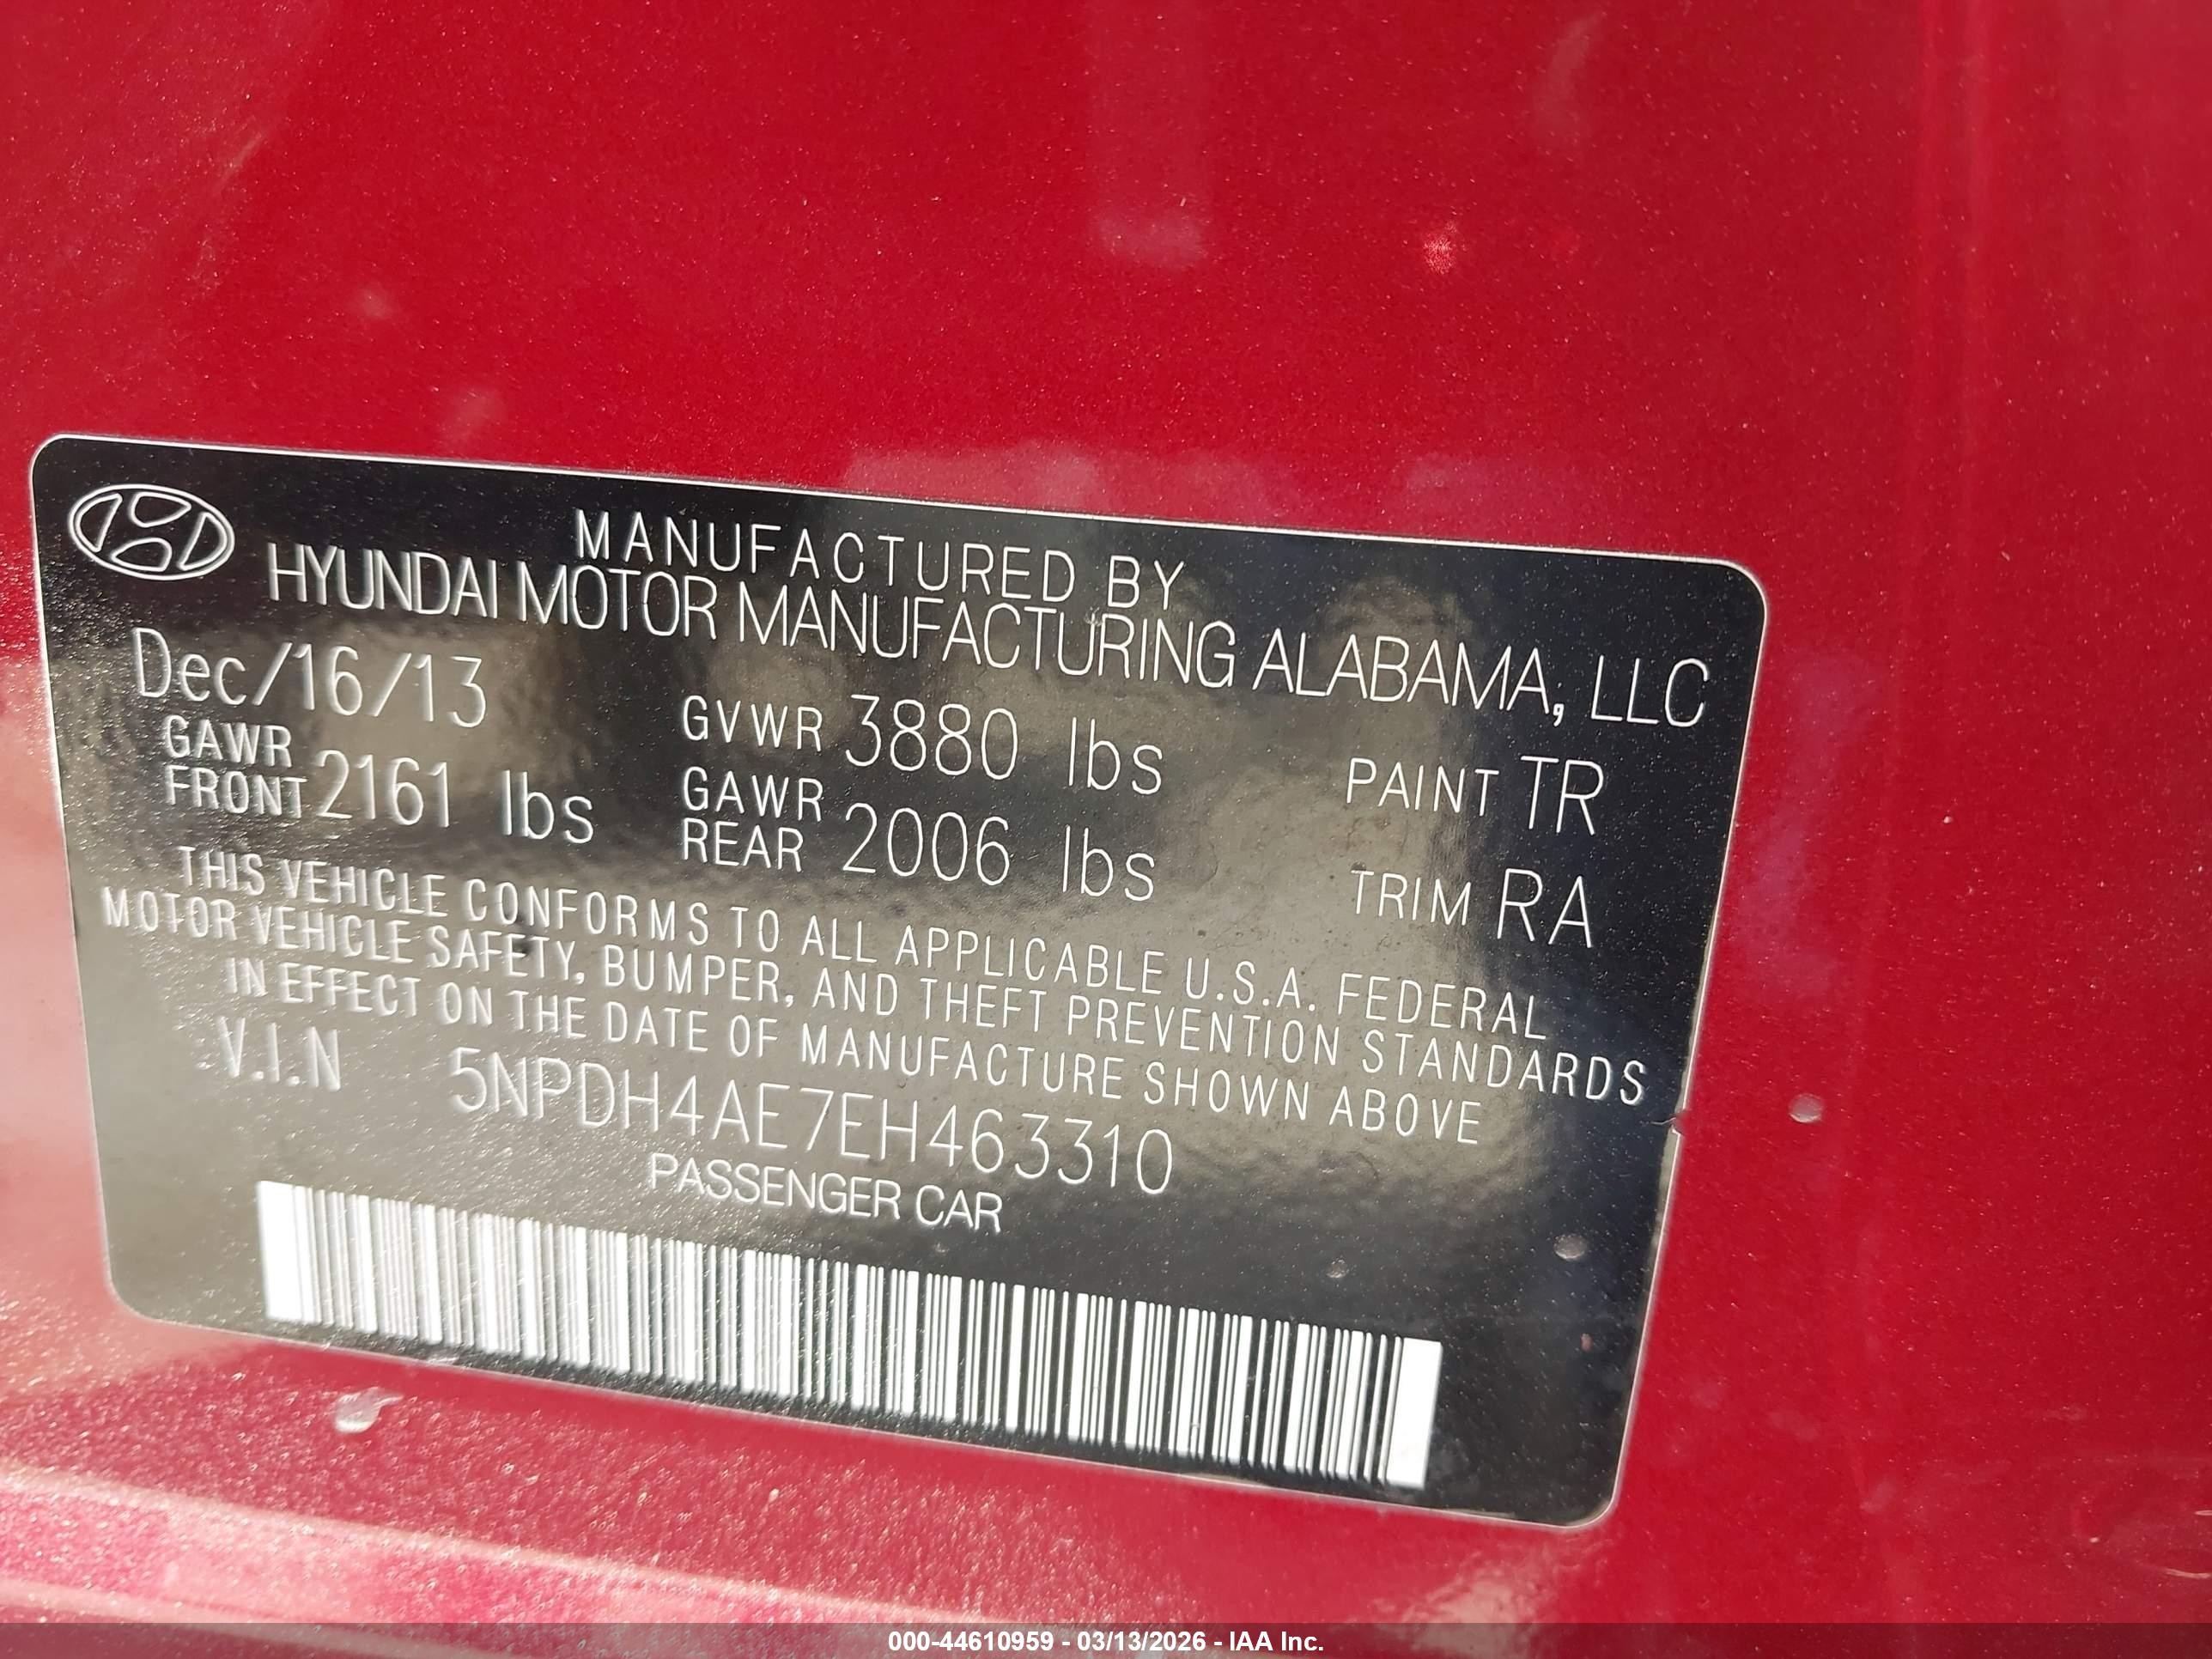 MANUFACTURED BY
HYUNDAI MOTOR MANUFACTURING ALABAMA, LLC
Dec/16/13 GVWR 3880 lbs PAINT TR
GAWR FRONT 2161 lbs GAWR REAR 2006 lbs TRIM RA
THIS VEHICLE CONFORMS TO ALL APPLICABLE U.S.A. FEDERAL
MOTOR VEHICLE SAFETY, BUMPER, AND THEFT PREVENTION STANDARDS
IN EFFECT ON THE DATE OF MANUFACTURE SHOWN ABOVE
V.I.N 5NPDH4AE7EH463310
PASSENGER CAR
000-44610959 - 03/13/2026 - IAA Inc.